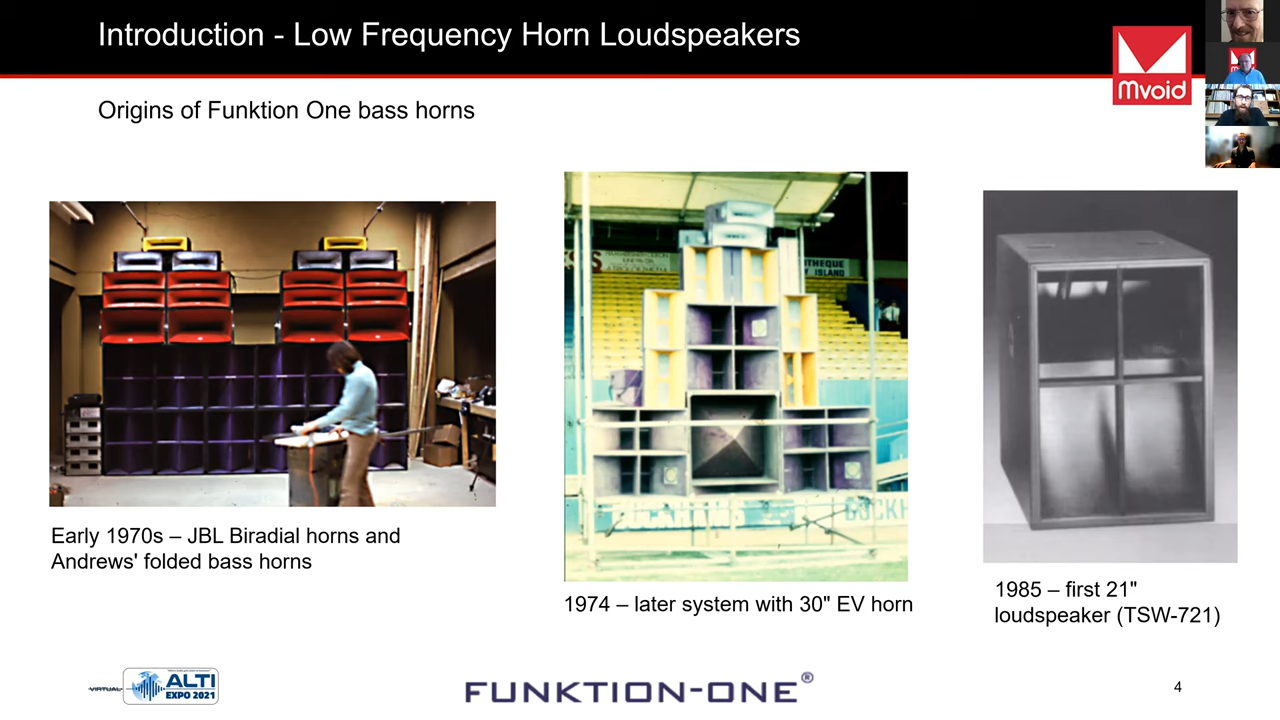 Introduction - Low Frequency Horn Loudspeakers
Mvoid
Origins of Funktion One bass horns
Early 1970s – JBL Biradial horns and
Andrews' folded bass horns
1974 – later system with 30" EV horn
1985 – first 21"
loudspeaker (TSW-721)
VIRTUAL
ALTI
EXPO 2021
FUNKTION-ONE®
4